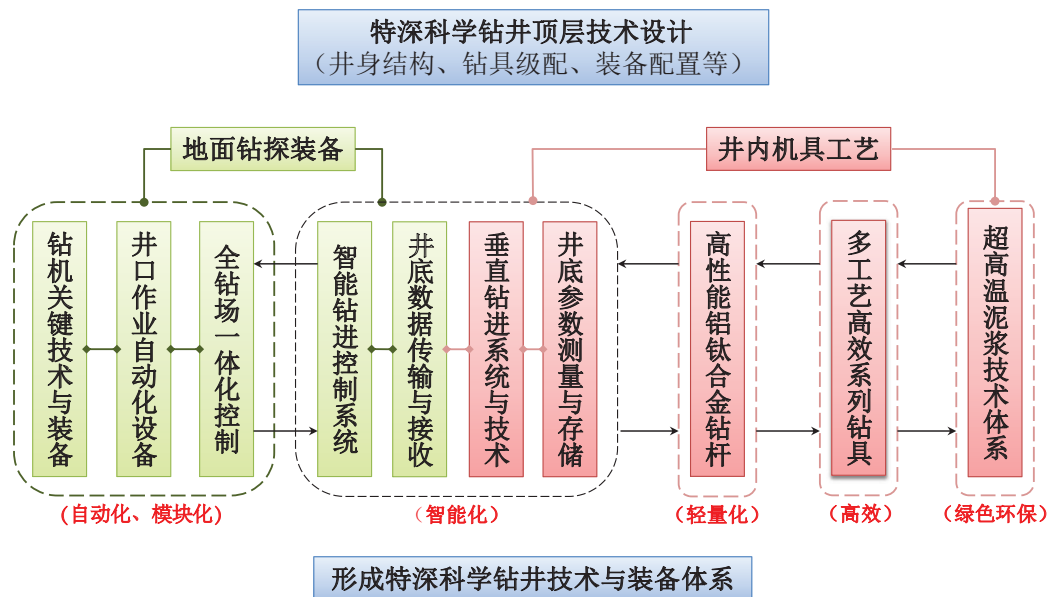 特深科学钻井顶层技术设计
（井身结构、钻具级配、装备配置等）
地面钻探装备
井内机具工艺
钻机关键技术与装备
井口作业自动化设备
全钻场一体化控制
智能钻进控制系统
井底数据传输与接收
垂直钻进系统与技术
井底参数测量与存储
高性能铝钛合金钻杆
多工艺高效系列钻具
超高温泥浆技术体系
(自动化、模块化)
（智能化）
（轻量化）
（高效）
（绿色环保）
形成特深科学钻井技术与装备体系